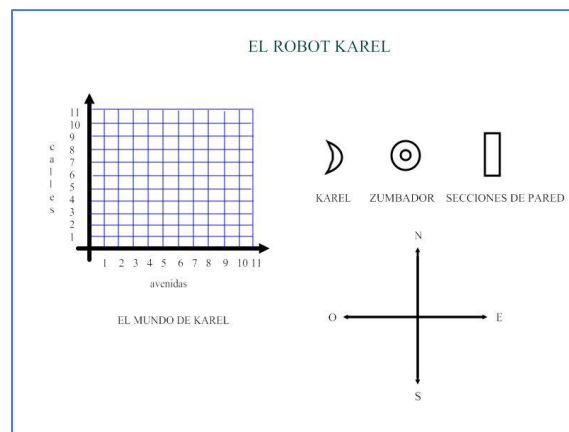 EL ROBOT KAREL
calles
11
10
9
8
7
6
5
4
3
2
1
1 2 3 4 5 6 7 8 9 10 11
avenidas
EL MUNDO DE KAREL
KAREL ZUMBADOR SECCIONES DE PARED
N
O E
S